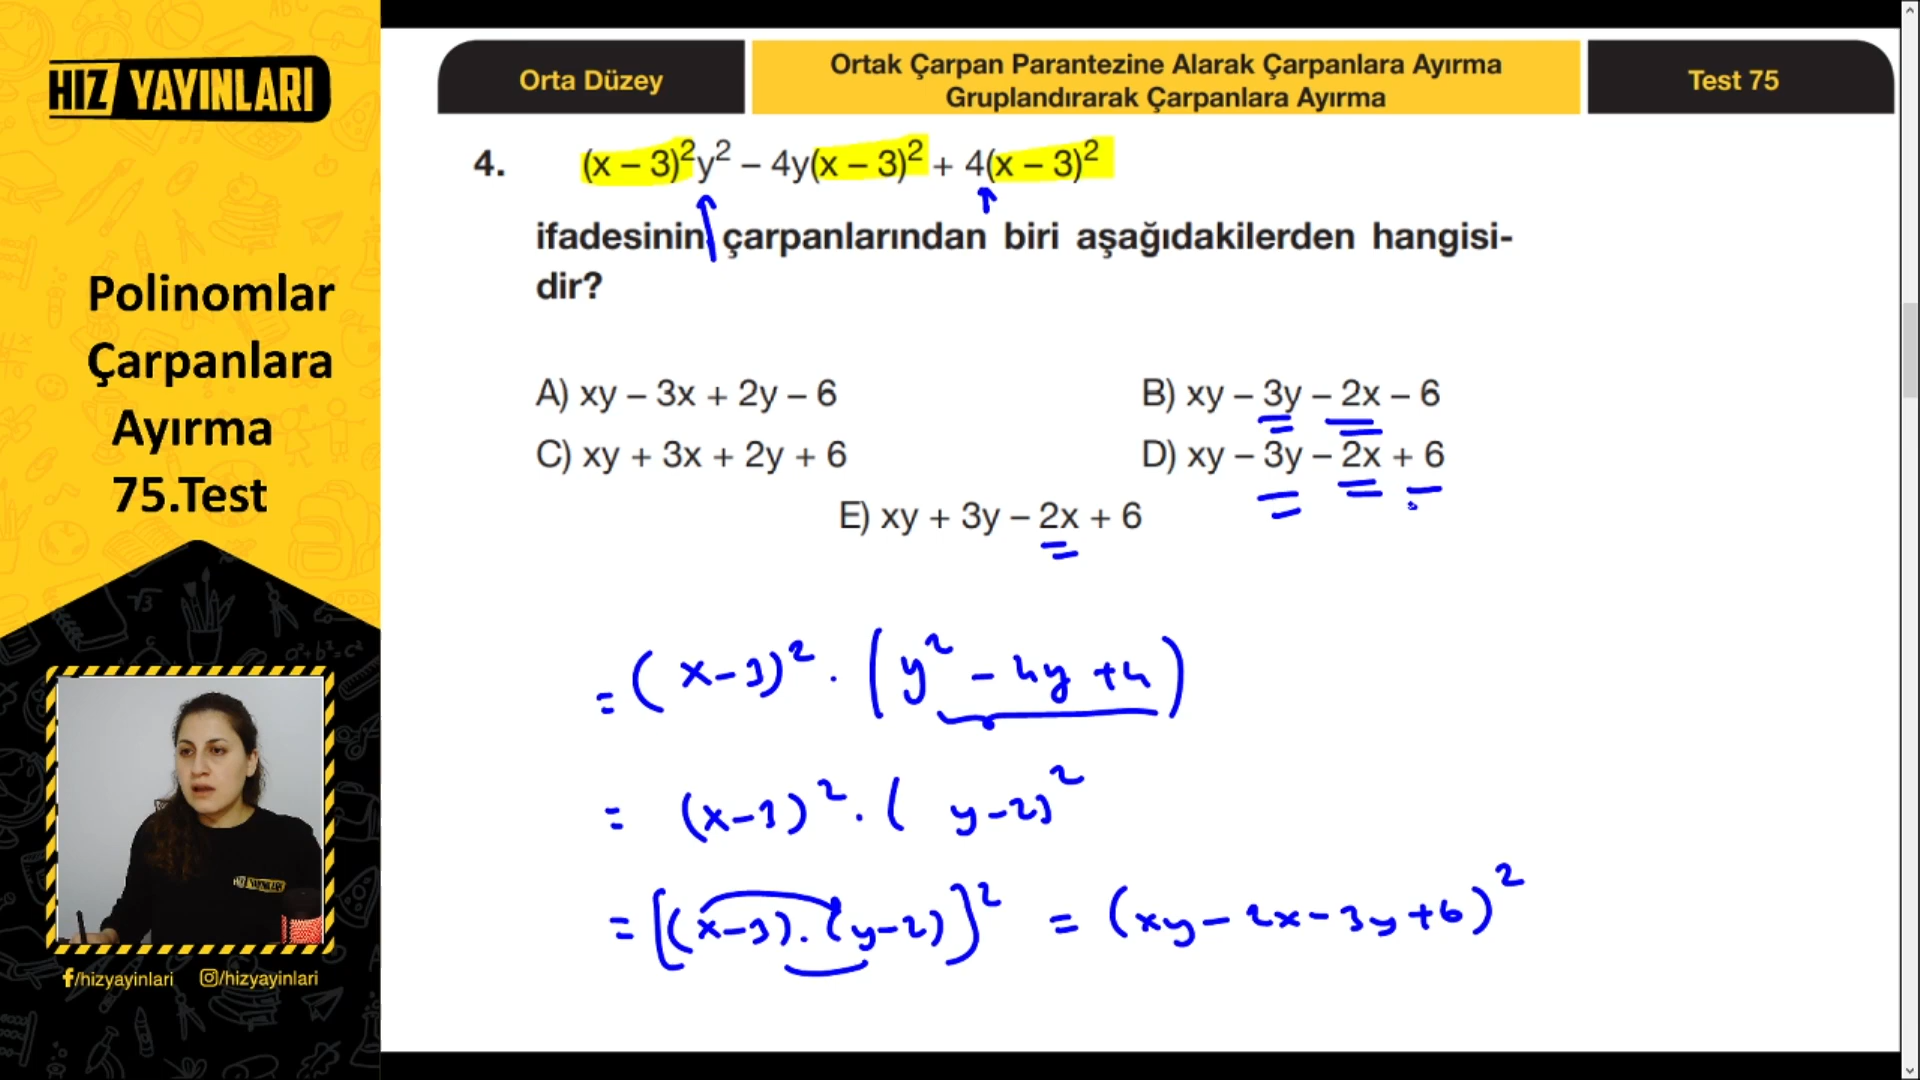 HIZ YAYINLARI
Polinomlar
Çarpanlara
Ayırma
75.Test
f/hizyayinlari /hizyayinlari
Orta Düzey
Ortak Çarpan Parantezine Alarak Çarpanlara Ayırma
Gruplandırarak Çarpanlara Ayırma
Test 75
4. (x – 3)²y² – 4y(x – 3)² + 4(x – 3)²
ifadesinin çarpanlarından biri aşağıdakilerden hangisi-
dir?
A) xy – 3x + 2y – 6
B) xy – 3y – 2x – 6
C) xy + 3x + 2y + 6
D) xy – 3y – 2x + 6
E) xy + 3y – 2x + 6
= (x-3)² . (y² - 4y + 4)
= (x-3)² . (y-2)²
= [(x-3).(y-2)]² = (xy - 2x - 3y + 6)²